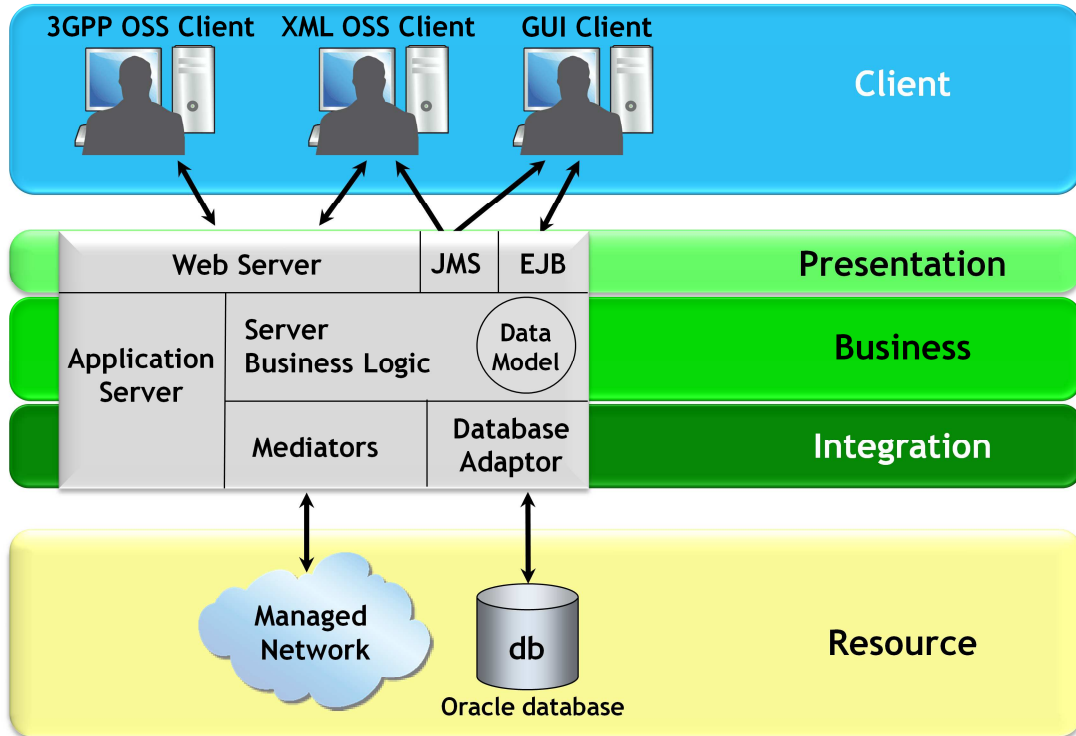 3GPP OSS Client
XML OSS Client
GUI Client
Client
Web Server
JMS
EJB
Presentation
Application
Server
Server
Business Logic
Data
Model
Business
Mediators
Database
Adaptor
Integration
Managed
Network
db
Oracle database
Resource